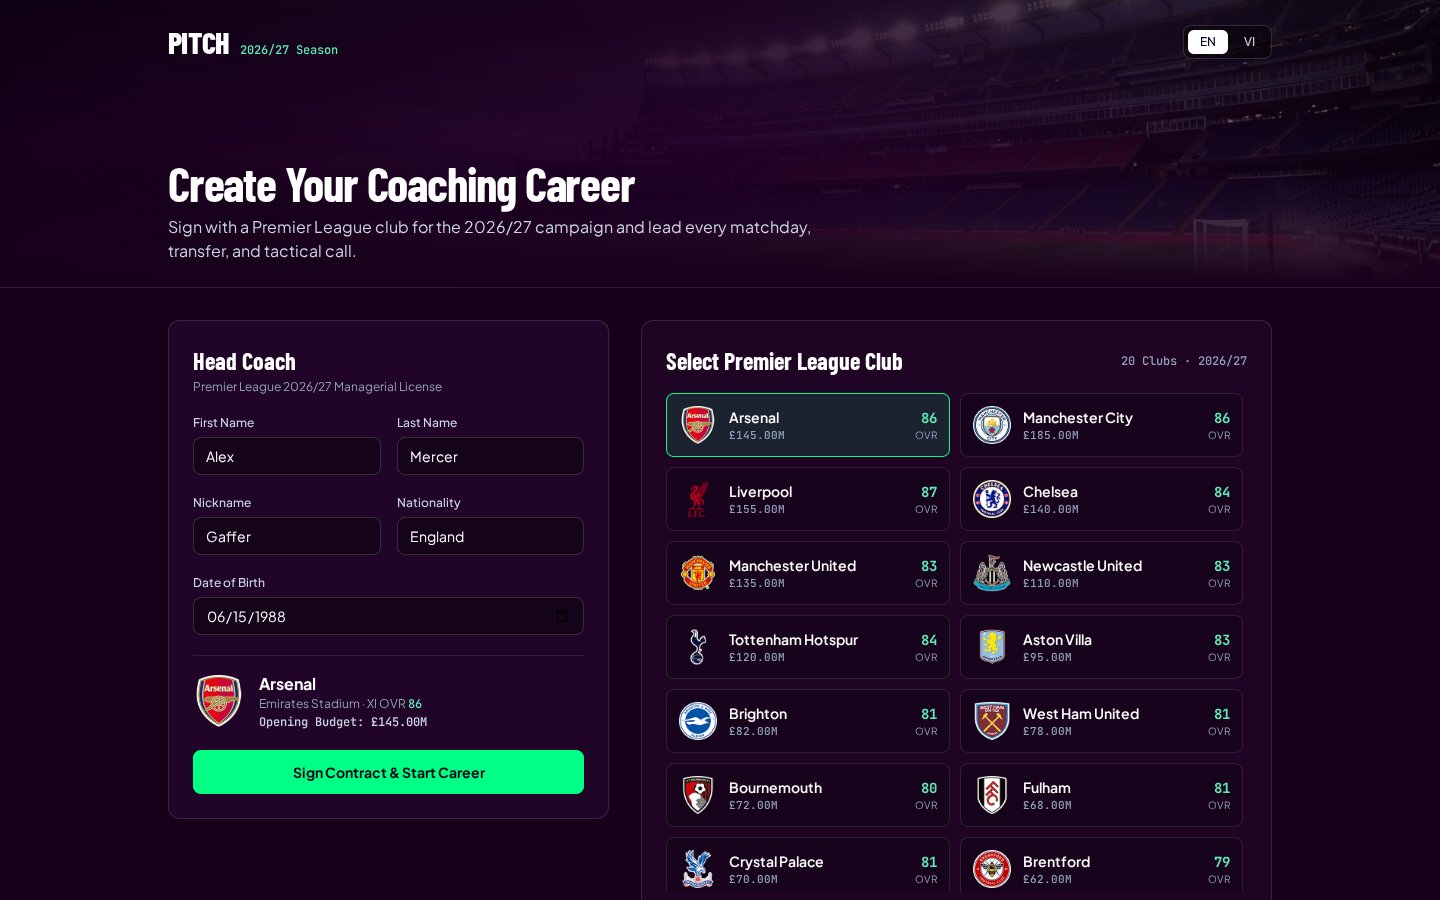 PITCH 2026/27 Season
EN VI
Create Your Coaching Career
Sign with a Premier League club for the 2026/27 campaign and lead every matchday,
transfer, and tactical call.
Head Coach
Premier League 2026/27 Managerial License
First Name
Last Name
Alex
Mercer
Nickname
Nationality
Gaffer
England
Date of Birth
06/15/1988
Arsenal
Arsenal
Emirates Stadium · XI OVR 86
Opening Budget: £145.00M
Sign Contract & Start Career
Select Premier League Club
20 Clubs · 2026/27
Arsenal
Arsenal 86
£145.00M OVR
Manchester City 86
£185.00M OVR
Liverpool 87
£155.00M OVR
Chelsea 84
£140.00M OVR
Manchester United 83
£135.00M OVR
Newcastle United 83
£110.00M OVR
Tottenham Hotspur 84
£120.00M OVR
Aston Villa 83
£95.00M OVR
Brighton 81
£82.00M OVR
West Ham United 81
£78.00M OVR
Bournemouth 80
£72.00M OVR
Fulham 81
£68.00M OVR
Crystal Palace 81
£70.00M OVR
Brentford 79
£62.00M OVR